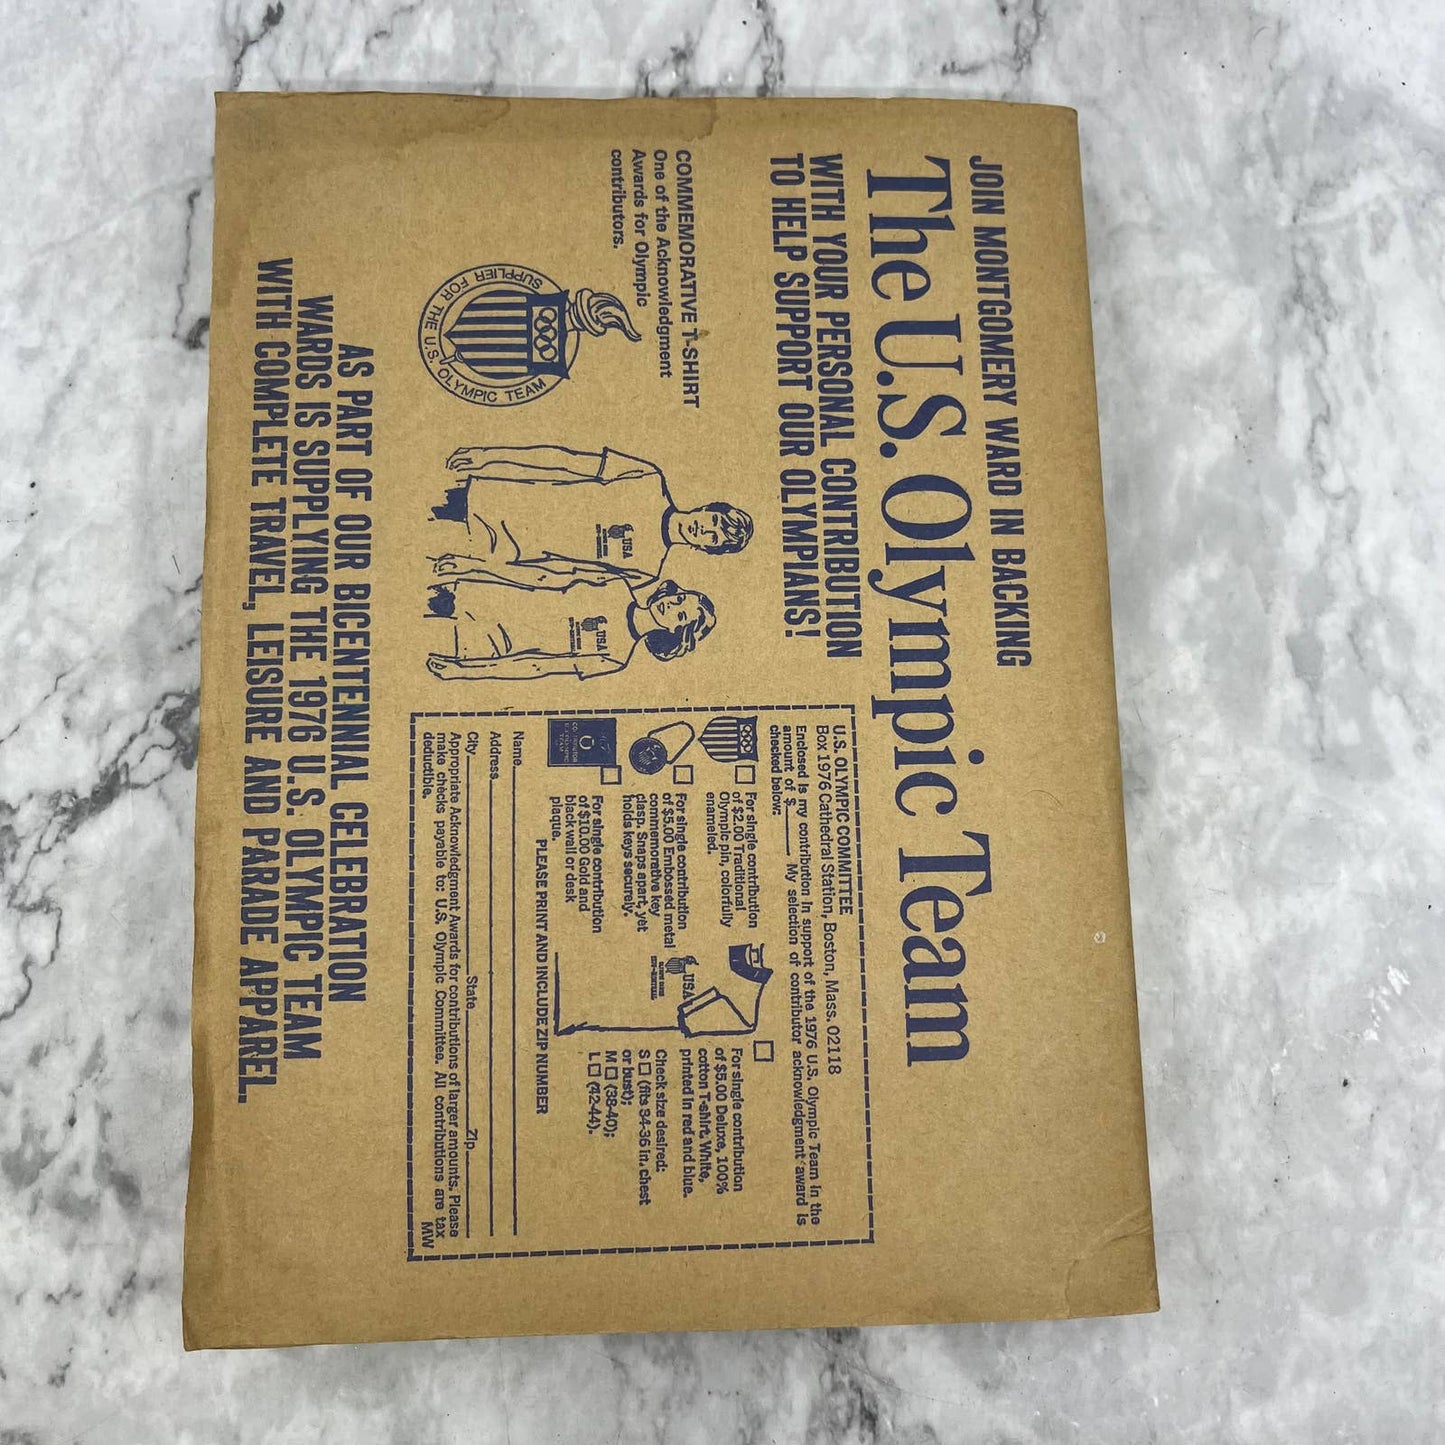 JOIN MONTGOMERY WARD IN BACKING
The U.S. Olympic Team
WITH YOUR PERSONAL CONTRIBUTION
TO HELP SUPPORT OUR OLYMPIANS!
COMMEMORATIVE T-SHIRT
One of the Acknowledgment
Awards for Olympic
contributors.
SUPPLIER FOR THE U.S. OLYMPIC TEAM
USA
USA
U.S. OLYMPIC COMMITTEE
Box 1976 Cathedral Station, Boston, Mass. 02118
Enclosed is my contribution in support of the 1976 U.S. Olympic Team in the
amount of $ My selection of contributor acknowledgment award is
checked below:
For single contribution
of $2.00 Traditional
Olympic pin, colorfully
enameled.
For single contribution
of $5.00 Embossed metal
commemorative key
clasp. Snaps apart, yet
holds keys securely.
For single contribution
of $10.00 Gold and
black wall or desk
plaque.
USA
For single contribution
of $5.00 Deluxe, 100%
cotton T-shirt. White,
printed in red and blue.
Check size desired:
S (fits 34-36 in. chest
or bust);
M (38-40);
L (42-44).
PLEASE PRINT AND INCLUDE ZIP NUMBER
Name
Address
City State Zip
Appropriate Acknowledgment Awards for contributions of larger amounts. Please
make checks payable to: U.S. Olympic Committee. All contributions are tax
deductible. MW
AS PART OF OUR BICENTENNIAL CELEBRATION
WARDS IS SUPPLYING THE 1976 U.S. OLYMPIC TEAM
WITH COMPLETE TRAVEL, LEISURE AND PARADE APPAREL.